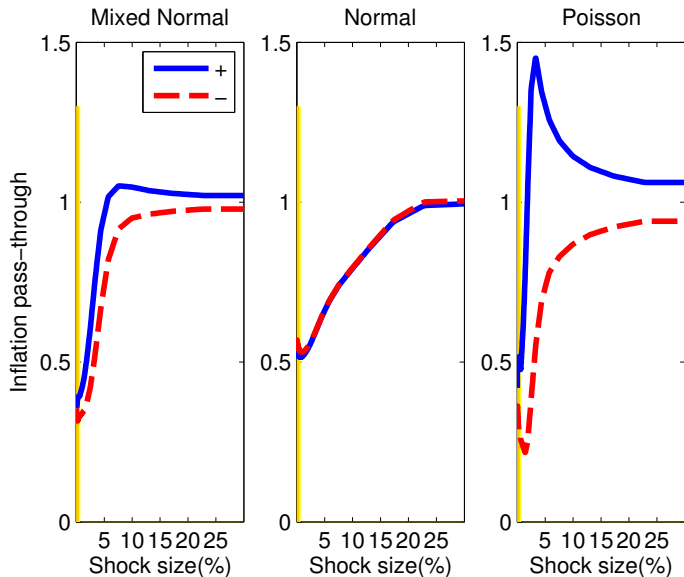 Mixed Normal
Normal
Poisson
Inflation pass−through
1.5
1
0.5
0
+
−
5 10 15 20 25
Shock size(%)
1.5
1
0.5
0
5 10 15 20 25
Shock size(%)
1.5
1
0.5
0
5 10 15 20 25
Shock size(%)